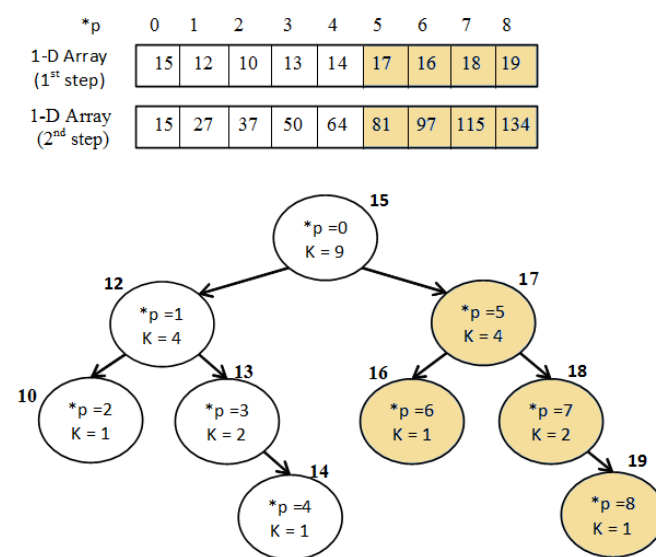 *p 0 1 2 3 4 5 6 7 8
1-D Array (1st step) 15 12 10 13 14 17 16 18 19
1-D Array (2nd step) 15 27 37 50 64 81 97 115 134
15
*p =0
K = 9
12
*p =1
K = 4
17
*p =5
K = 4
10
*p =2
K = 1
13
*p =3
K = 2
16
*p =6
K = 1
18
*p =7
K = 2
14
*p =4
K = 1
19
*p =8
K = 1